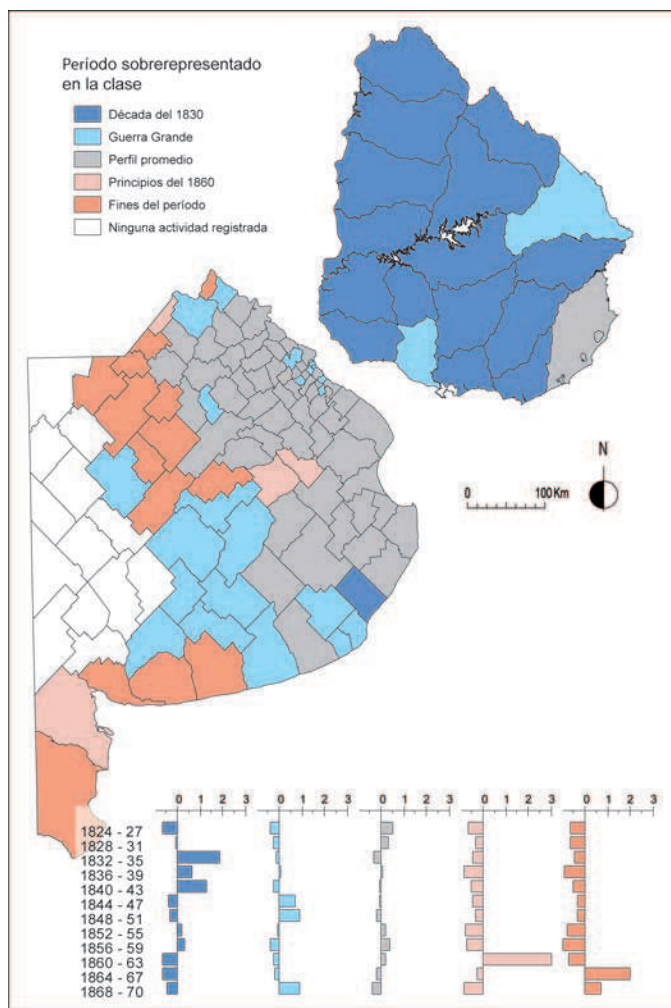 Período sobrerepresentado
en la clase
Década del 1830
Guerra Grande
Perfil promedio
Principios del 1860
Fines del período
Ninguna actividad registrada
N
0 100 Km
0 1 2 3 0 1 2 3 0 1 2 3 0 1 2 3 0 1 2 3
1824 - 27
1828 - 31
1832 - 35
1836 - 39
1840 - 43
1844 - 47
1848 - 51
1852 - 55
1856 - 59
1860 - 63
1864 - 67
1868 - 70